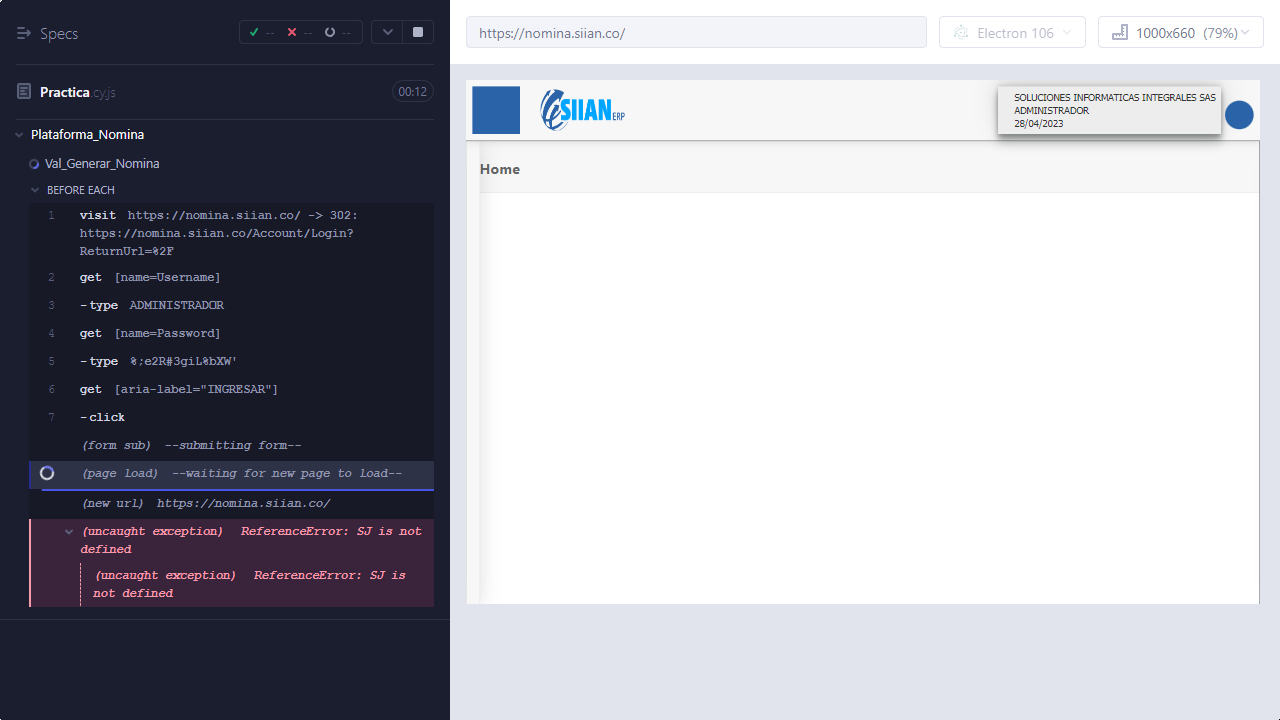 Specs
-- -- --
https://nomina.siian.co/
Electron 106
1000x660 (79%)
Practica.cy.js
00:12
Plataforma_Nomina
Val_Generar_Nomina
BEFORE EACH
1 visit https://nomina.siian.co/ -> 302:
https://nomina.siian.co/Account/Login?
ReturnUrl=%2F
2 get [name=Username]
3 -type ADMINISTRADOR
4 get [name=Password]
5 -type %;e2R#3giL%bXW'
6 get [aria-label="INGRESAR"]
7 -click
(form sub) --submitting form--
(page load) --waiting for new page to load--
(new url) https://nomina.siian.co/
(uncaught exception) ReferenceError: SJ is not
defined
(uncaught exception) ReferenceError: SJ is
not defined
SIIAN ERP
SOLUCIONES INFORMATICAS INTEGRALES SAS
ADMINISTRADOR
28/04/2023
Home